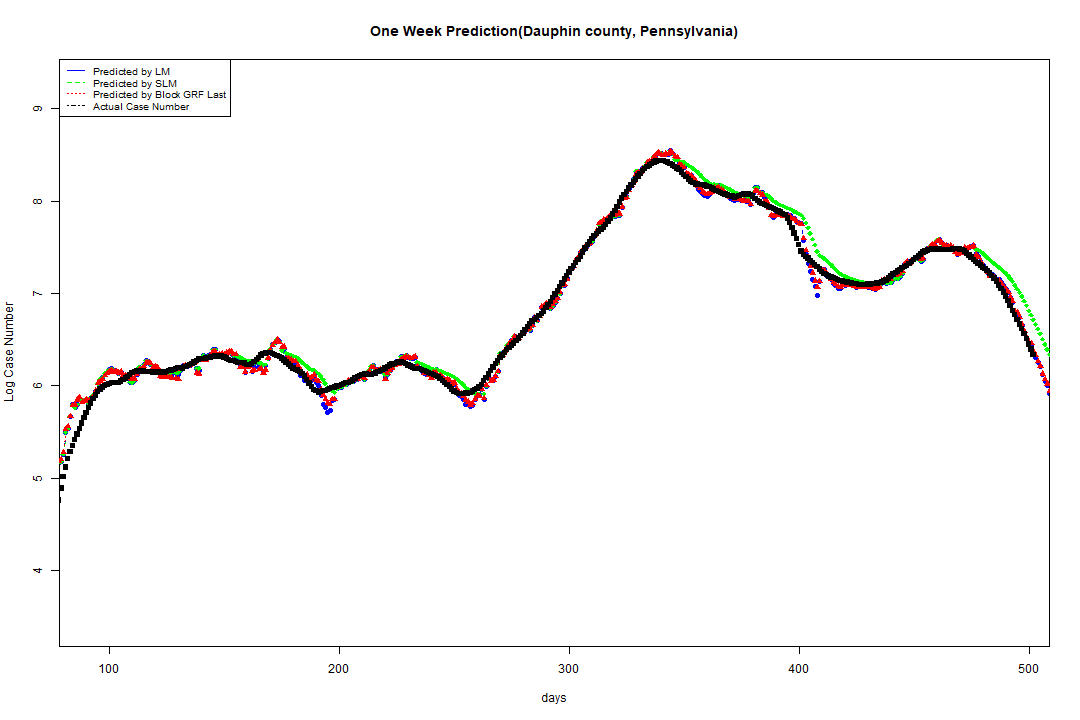 One Week Prediction(Dauphin county, Pennsylvania)
Predicted by LM
Predicted by SLM
Predicted by Block GRF Last
Actual Case Number
9
8
7
6
5
4
Log Case Number
100 200 300 400 500
days